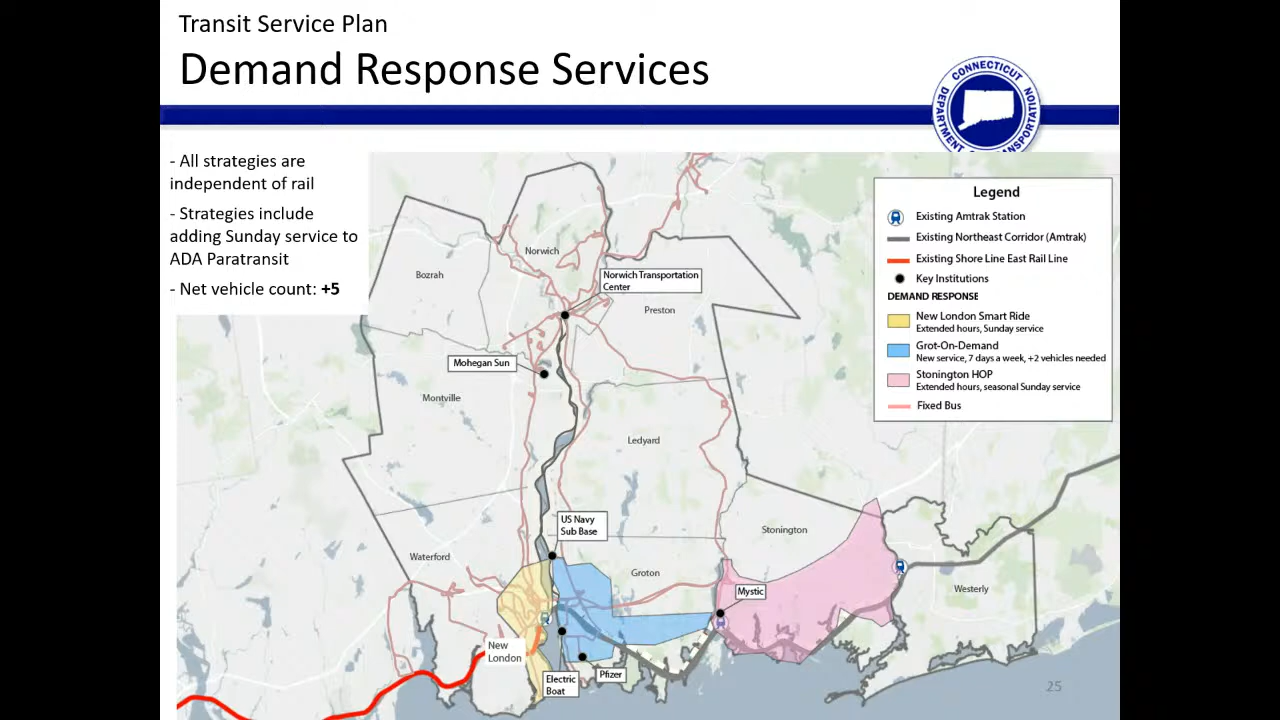 Transit Service Plan
Demand Response Services
CONNECTICUT
DEPARTMENT
TRANSPORTATION
- All strategies are
independent of rail
- Strategies include
adding Sunday service to
ADA Paratransit
- Net vehicle count: +5
Legend
Existing Amtrak Station
Existing Northeast Corridor (Amtrak)
Existing Shore Line East Rail Line
Key Institutions
DEMAND RESPONSE
New London Smart Ride
Extended hours, Sunday service
Grot-On-Demand
New service, 7 days a week, +2 vehicles needed
Stonington HOP
Extended hours, seasonal Sunday service
Fixed Bus
Norwich
Bozrah
Norwich Transportation
Center
Preston
Mohegan Sun
Montville
Ledyard
US Navy
Sub Base
Stonington
Waterford
Groton
Mystic
Westerly
New
London
Electric
Boat
Pfizer
25